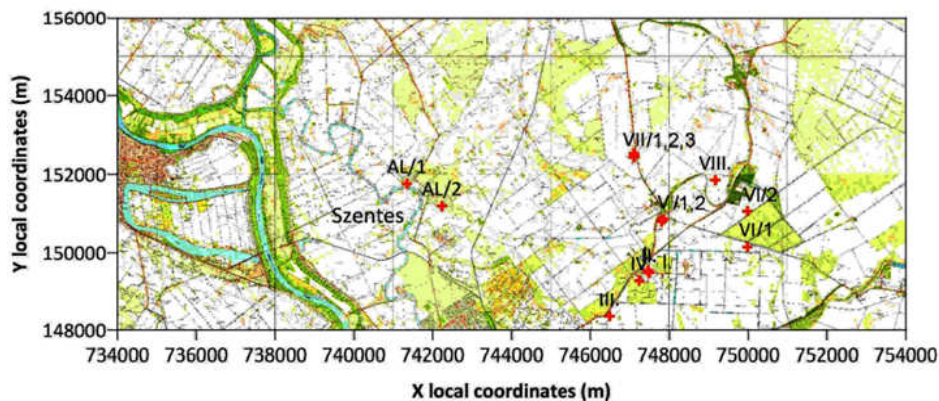 156000
154000
152000
150000
148000
Y local coordinates (m)
VII/1,2,3
VIII.
AL/1
AL/2
VI/2
V/1,2
Szentes
VI/1
II.
IV. I.
III.
734000 736000 738000 740000 742000 744000 746000 748000 750000 752000 754000
X local coordinates (m)